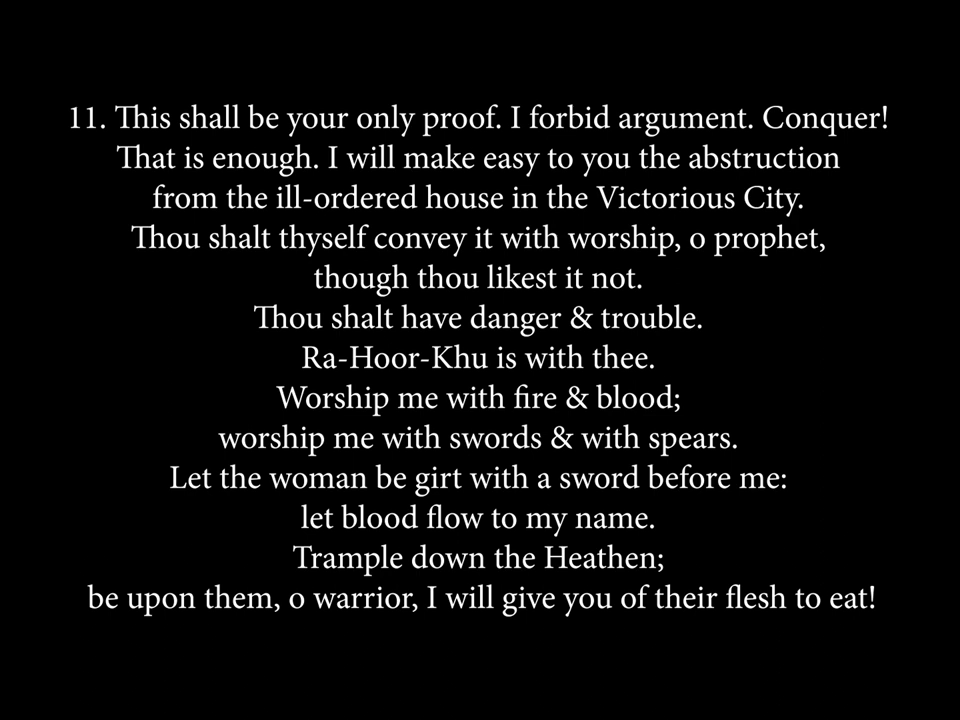 11. This shall be your only proof. I forbid argument. Conquer!
That is enough. I will make easy to you the abstruction
from the ill-ordered house in the Victorious City.
Thou shalt thyself convey it with worship, o prophet,
though thou likest it not.
Thou shalt have danger & trouble.
Ra-Hoor-Khu is with thee.
Worship me with fire & blood;
worship me with swords & with spears.
Let the woman be girt with a sword before me:
let blood flow to my name.
Trample down the Heathen;
be upon them, o warrior, I will give you of their flesh to eat!